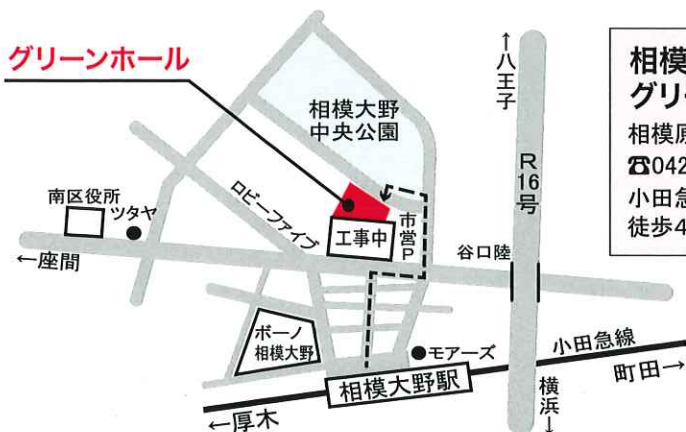 グリーンホール
相模大野
中央公園
↑八王子
R16号
相模
グリ
相模原
☎042
小田急
徒歩4
南区役所
ツタヤ
ロビーファイブ
工事中
市営P
谷口陸
←座間
ボーノ
相模大野
モアーズ
小田急線
相模大野駅
町田→
←厚木
横浜↓